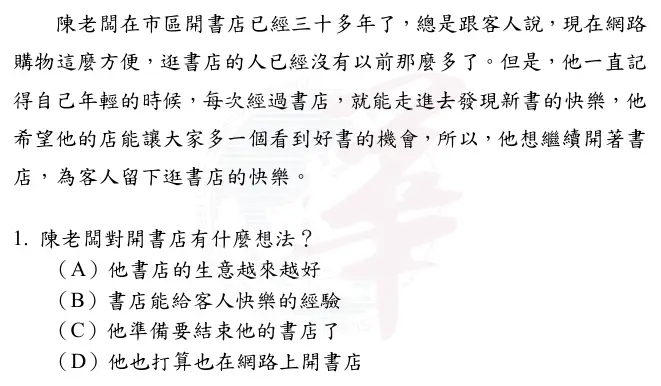 陳老闆在市區開書店已經三十多年了，總是跟客人說，現在網路
購物這麼方便，逛書店的人已經沒有以前那麼多了。但是，他一直記
得自己年輕的時候，每次經過書店，就能走進去發現新書的快樂，他
希望他的店能讓大家多一個看到好書的機會，所以，他想繼續開著書
店，為客人留下逛書店的快樂。
1. 陳老闆對開書店有什麼想法？
（A）他書店的生意越來越好
（B）書店能給客人快樂的經驗
（C）他準備要結束他的書店了
（D）他也打算也在網路上開書店